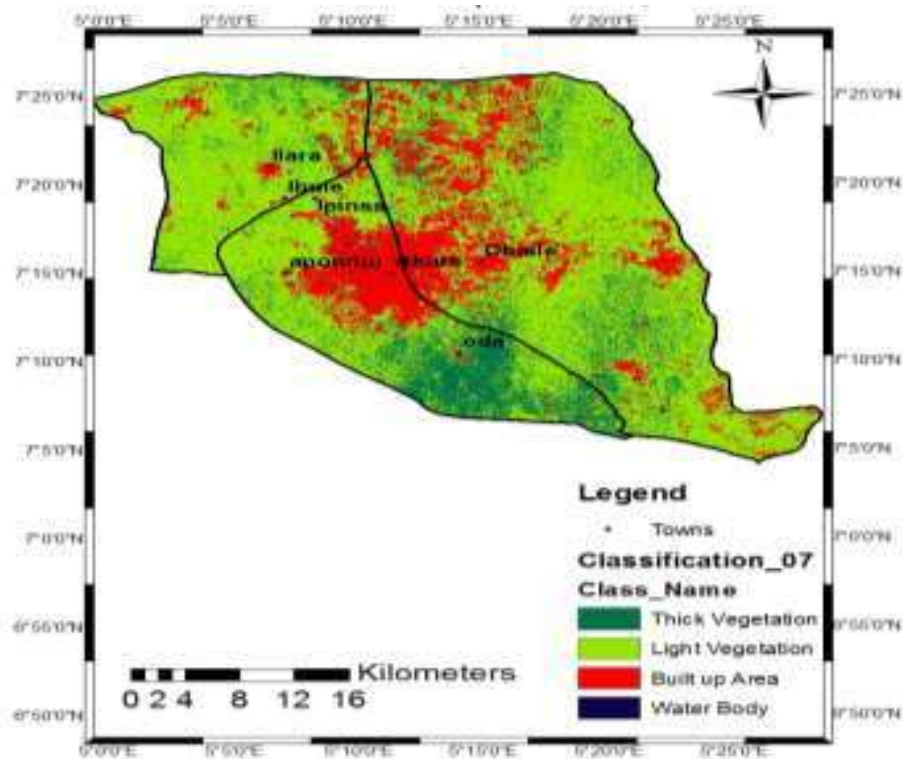 5°0'0"E 5°5'0"E 5°10'0"E 5°15'0"E 5°20'0"E 5°25'0"E
N
7°25'0"N 7°25'0"N
Ilara
7°20'0"N 7°20'0"N
Ibule
Ipinsa
Obaile
aponmu akure
7°15'0"N 7°15'0"N
oda
7°10'0"N 7°10'0"N
7°5'0"N 7°5'0"N
Legend
Towns
7°0'0"N 7°0'0"N
Classification_07
Class_Name
Thick Vegetation
6°55'0"N 6°55'0"N
Light Vegetation
Kilometers
Built up Area
0 2 4 8 12 16
Water Body
6°50'0"N 6°50'0"N
5°0'0"E 5°5'0"E 5°10'0"E 5°15'0"E 5°20'0"E 5°25'0"E